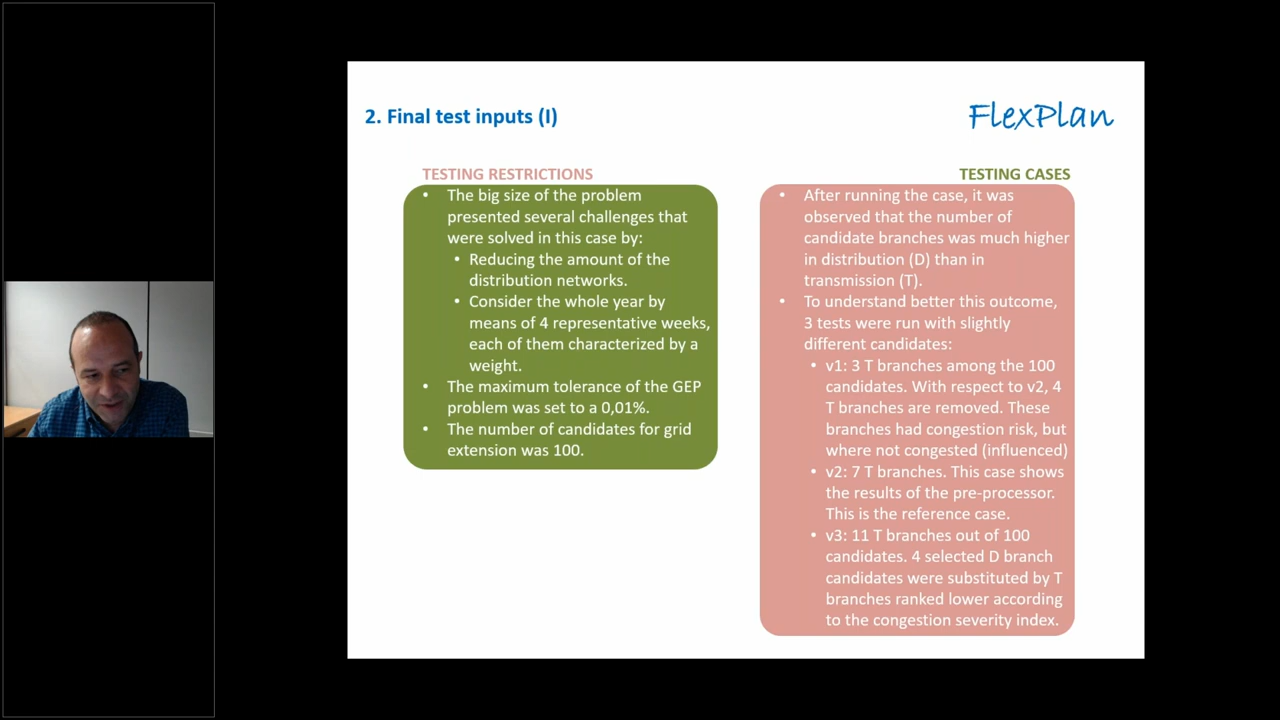 2. Final test inputs (I)
FlexPlan
TESTING RESTRICTIONS
• The big size of the problem
presented several challenges that
were solved in this case by:
• Reducing the amount of the
distribution networks.
• Consider the whole year by
means of 4 representative weeks,
each of them characterized by a
weight.
• The maximum tolerance of the GEP
problem was set to a 0,01%.
• The number of candidates for grid
extension was 100.
TESTING CASES
• After running the case, it was
observed that the number of
candidate branches was much higher
in distribution (D) than in
transmission (T).
• To understand better this outcome,
3 tests were run with slightly
different candidates:
• v1: 3 T branches among the 100
candidates. With respect to v2, 4
T branches are removed. These
branches had congestion risk, but
where not congested (influenced)
• v2: 7 T branches. This case shows
the results of the pre-processor.
This is the reference case.
• v3: 11 T branches out of 100
candidates. 4 selected D branch
candidates were substituted by T
branches ranked lower according
to the congestion severity index.